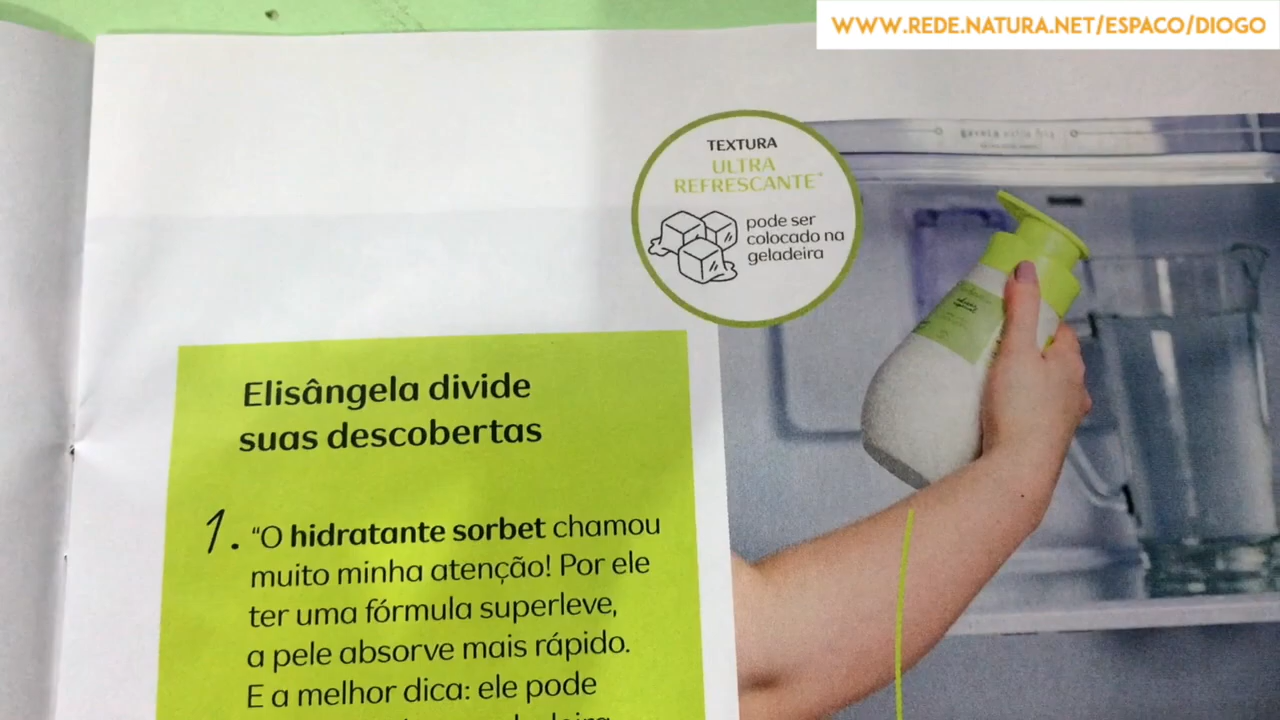 WWW.REDE.NATURA.NET/ESPACO/DIOGO
TEXTURA
ULTRA
REFRESCANTE*
pode ser
colocado na
geladeira
Elisângela divide
suas descobertas
1. “O hidratante sorbet chamou
muito minha atenção! Por ele
ter uma fórmula superleve,
a pele absorve mais rápido.
E a melhor dica: ele pode